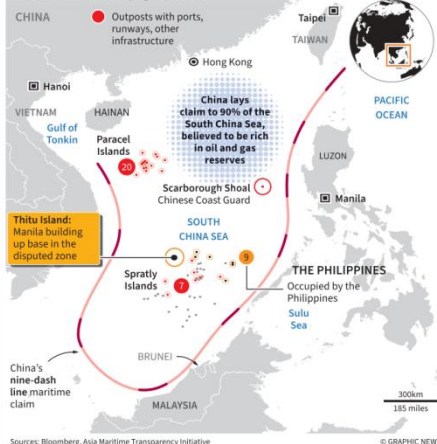 CHINA
Outposts with ports,
runways, other
infrastructure
Taipei
TAIWAN
Hong Kong
Hanoi
VIETNAM
HAINAN
Gulf of
Tonkin
Paracel
Islands
20
China lays
claim to 90% of the
South China Sea,
believed to be rich
in oil and gas
reserves
PACIFIC
OCEAN
LUZON
Scarborough Shoal
Chinese Coast Guard
Manila
Thitu Island:
Manila building
up base in the
disputed zone
SOUTH
CHINA SEA
9
THE PHILIPPINES
Occupied by the
Philippines
Spratly
Islands
7
Sulu
Sea
China's
nine-dash
line maritime
claim
BRUNEI
MALAYSIA
300km
185 miles
Sources: Bloomberg, Asia Maritime Transparency Initiative
© GRAPHIC NEW